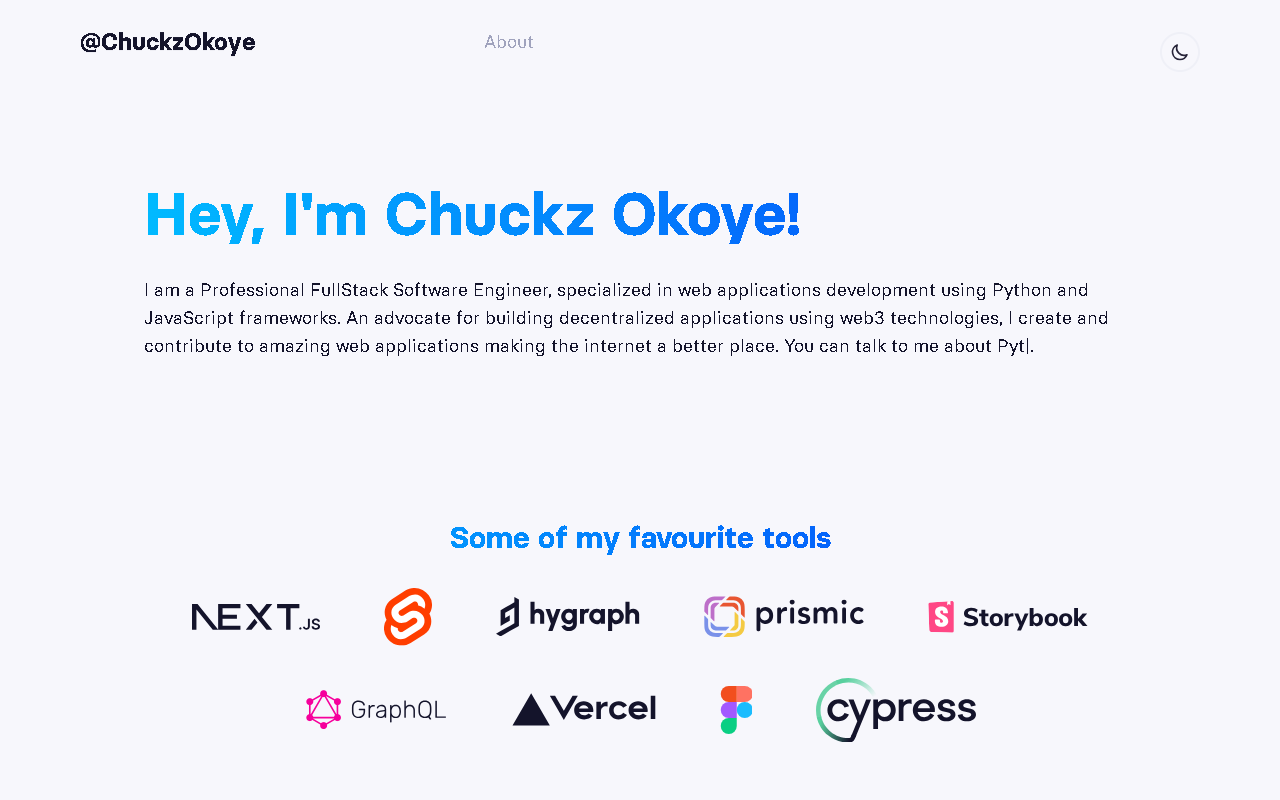 @ChuckzOkoye
About
Hey, I'm Chuckz Okoye!
I am a Professional FullStack Software Engineer, specialized in web applications development using Python and
JavaScript frameworks. An advocate for building decentralized applications using web3 technologies, I create and
contribute to amazing web applications making the internet a better place. You can talk to me about Pyt|.
Some of my favourite tools
NEXT.JS
hygraph
prismic
Storybook
GraphQL
Vercel
cypress